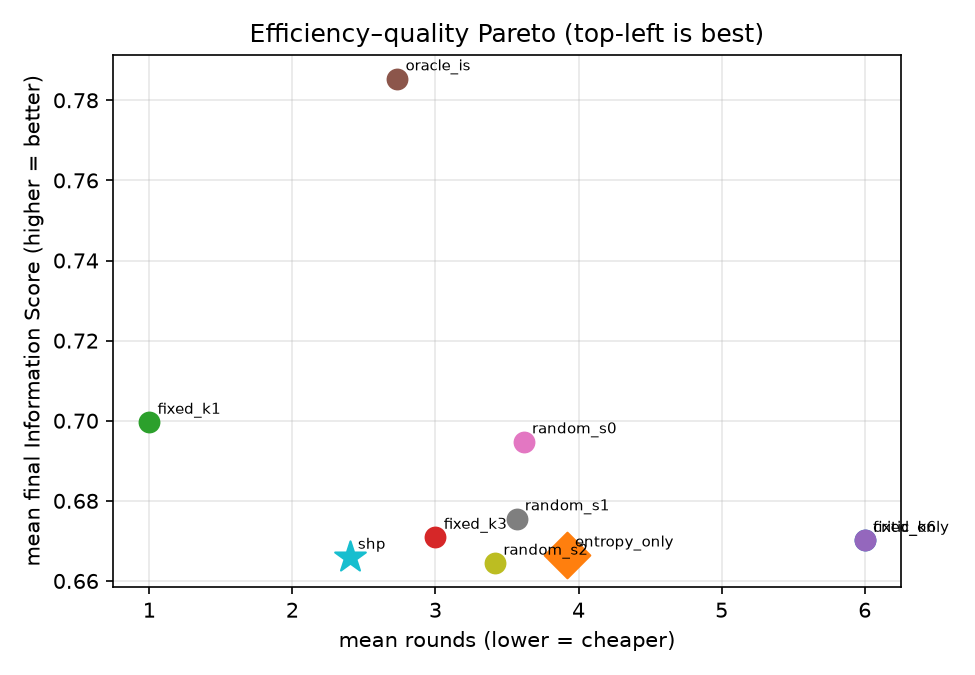 Efficiency–quality Pareto (top-left is best)
mean final Information Score (higher = better)
0.78
0.76
0.74
0.72
0.70
0.68
0.66
oracle_is
fixed_k1
random_s0
random_s1
fixed_k3
shp
random_s2
entropy_only
1
2
3
4
5
6
mean rounds (lower = cheaper)